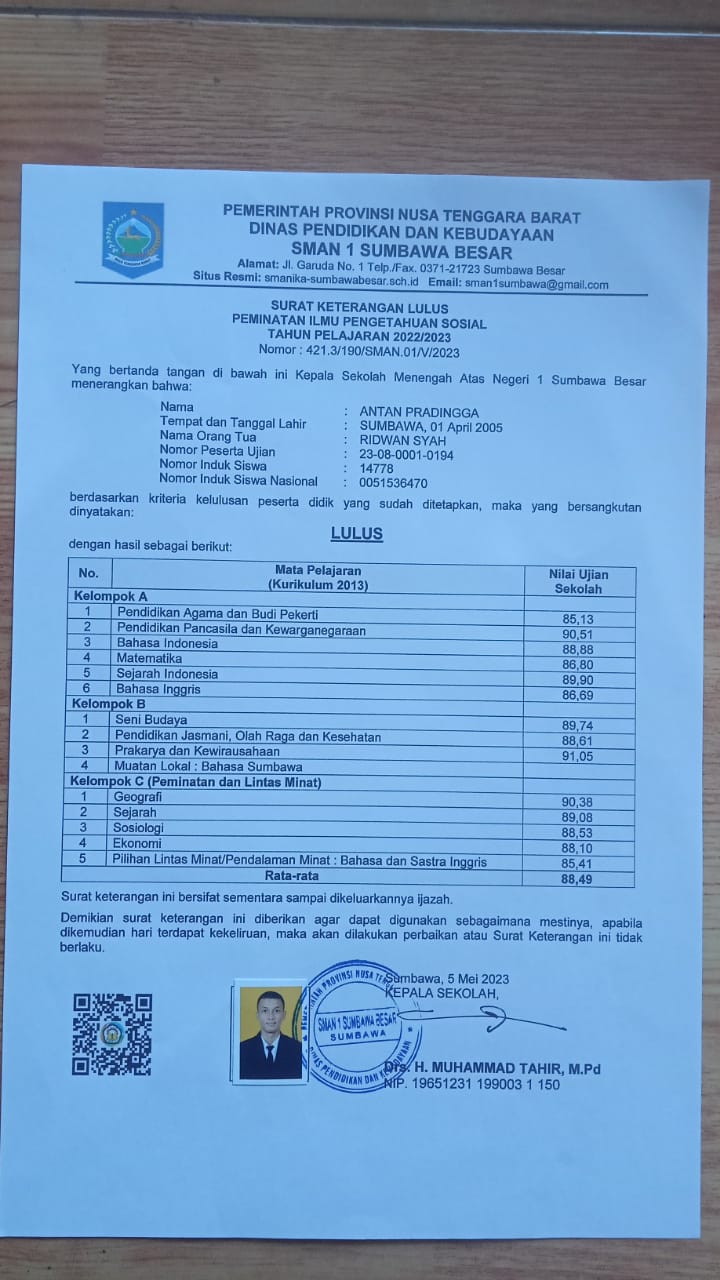 PEMERINTAH PROVINSI NUSA TENGGARA BARAT
DINAS PENDIDIKAN DAN KEBUDAYAAN
SMAN 1 SUMBAWA BESAR
Alamat: Jl. Garuda No. 1 Telp./Fax. 0371-21723 Sumbawa Besar
Situs Resmi: smanika-sumbawabesar.sch.id Email: sman1sumbawa@gmail.com
SURAT KETERANGAN LULUS
PEMINATAN ILMU PENGETAHUAN SOSIAL
TAHUN PELAJARAN 2022/2023
Nomor : 421.3/190/SMAN.01/V/2023
Yang bertanda tangan di bawah ini Kepala Sekolah Menengah Atas Negeri 1 Sumbawa Besar
menerangkan bahwa:
Nama : ANTAN PRADINGGA
Tempat dan Tanggal Lahir : SUMBAWA, 01 April 2005
Nama Orang Tua : RIDWAN SYAH
Nomor Peserta Ujian : 23-08-0001-0194
Nomor Induk Siswa : 14778
Nomor Induk Siswa Nasional : 0051536470
berdasarkan kriteria kelulusan peserta didik yang sudah ditetapkan, maka yang bersangkutan
dinyatakan:
LULUS
dengan hasil sebagai berikut:
No. Mata Pelajaran (Kurikulum 2013) Nilai Ujian Sekolah
Kelompok A
1 Pendidikan Agama dan Budi Pekerti 85,13
2 Pendidikan Pancasila dan Kewarganegaraan 90,51
3 Bahasa Indonesia 88,88
4 Matematika 86,80
5 Sejarah Indonesia 89,90
6 Bahasa Inggris 86,69
Kelompok B
1 Seni Budaya 89,74
2 Pendidikan Jasmani, Olah Raga dan Kesehatan 88,61
3 Prakarya dan Kewirausahaan 91,05
4 Muatan Lokal : Bahasa Sumbawa
Kelompok C (Peminatan dan Lintas Minat)
1 Geografi 90,38
2 Sejarah 89,08
3 Sosiologi 88,53
4 Ekonomi 88,10
5 Pilihan Lintas Minat/Pendalaman Minat : Bahasa dan Sastra Inggris 85,41
Rata-rata 88,49
Surat keterangan ini bersifat sementara sampai dikeluarkannya ijazah.
Demikian surat keterangan ini diberikan agar dapat digunakan sebagaimana mestinya, apabila
dikemudian hari terdapat kekeliruan, maka akan dilakukan perbaikan atau Surat Keterangan ini tidak
berlaku.
Sumbawa, 5 Mei 2023
KEPALA SEKOLAH,
SMAN 1 SUMBAWA BESAR
SUMBAWA
DINAS PENDIDIKAN DAN
Drs. H. MUHAMMAD TAHIR, M.Pd
NIP. 19651231 199003 1 150